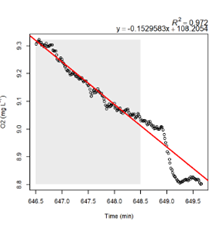 R² = 0.972
y = -0.1529583x + 108.2054
O2 (mg L⁻¹)
9.3
9.2
9.1
9.0
8.9
8.8
646.5 647.0 647.5 648.0 648.5 649.0 649.5
Time (min)